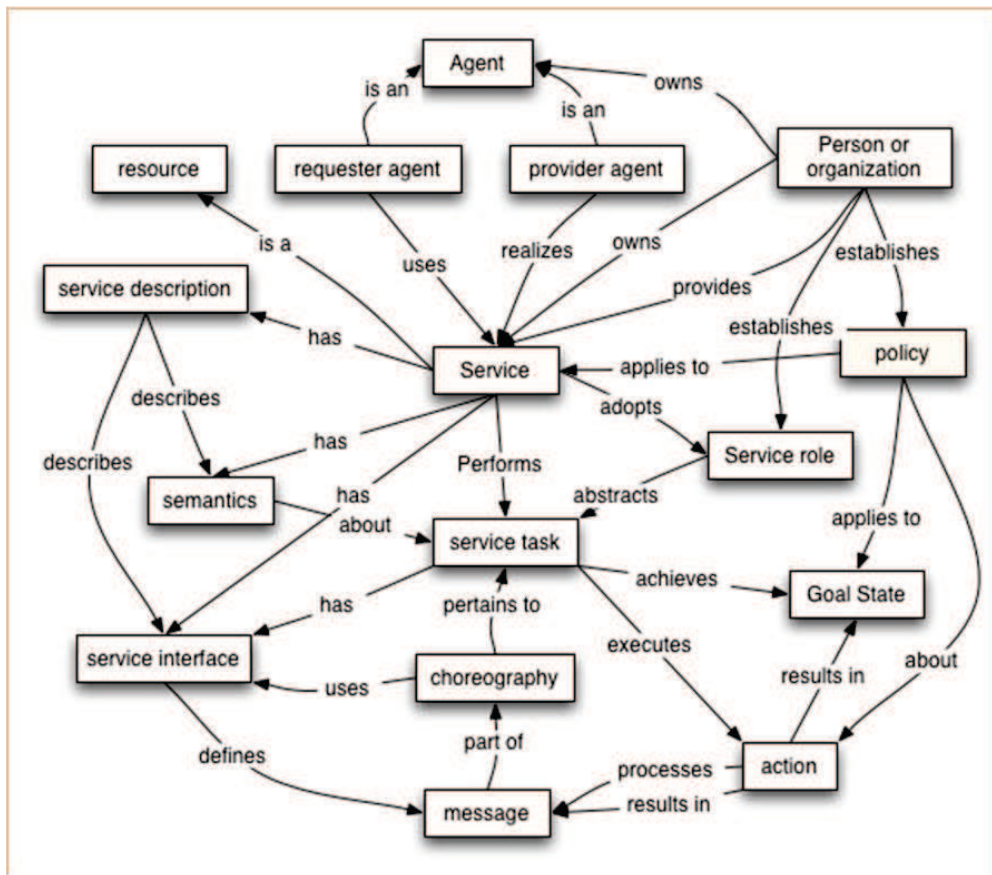 Agent
owns
is an
is an
Person or
organization
resource
requester agent
provider agent
is a
uses
realizes
owns
establishes
service description
provides
has
establishes
Service
applies to
policy
describes
adopts
has
describes
Performs
Service role
semantics
has
abstracts
about
applies to
service task
achieves
Goal State
has
pertains to
executes
service interface
choreography
about
uses
results in
part of
defines
processes
action
message
results in